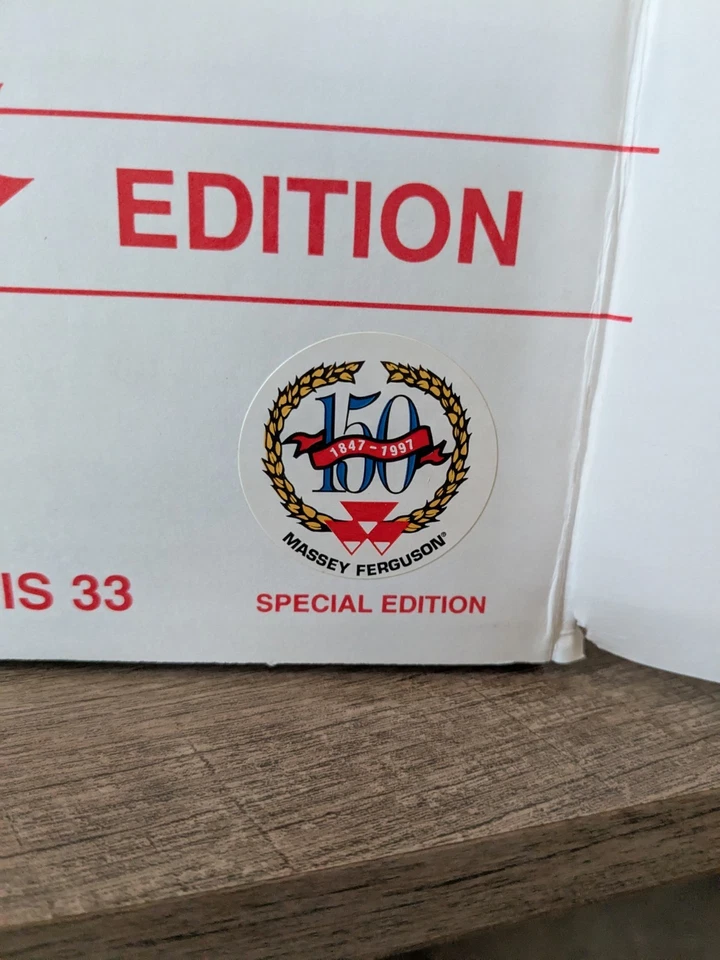 EDITION
150
1847-1997
MASSEY FERGUSON®
IS 33
SPECIAL EDITION